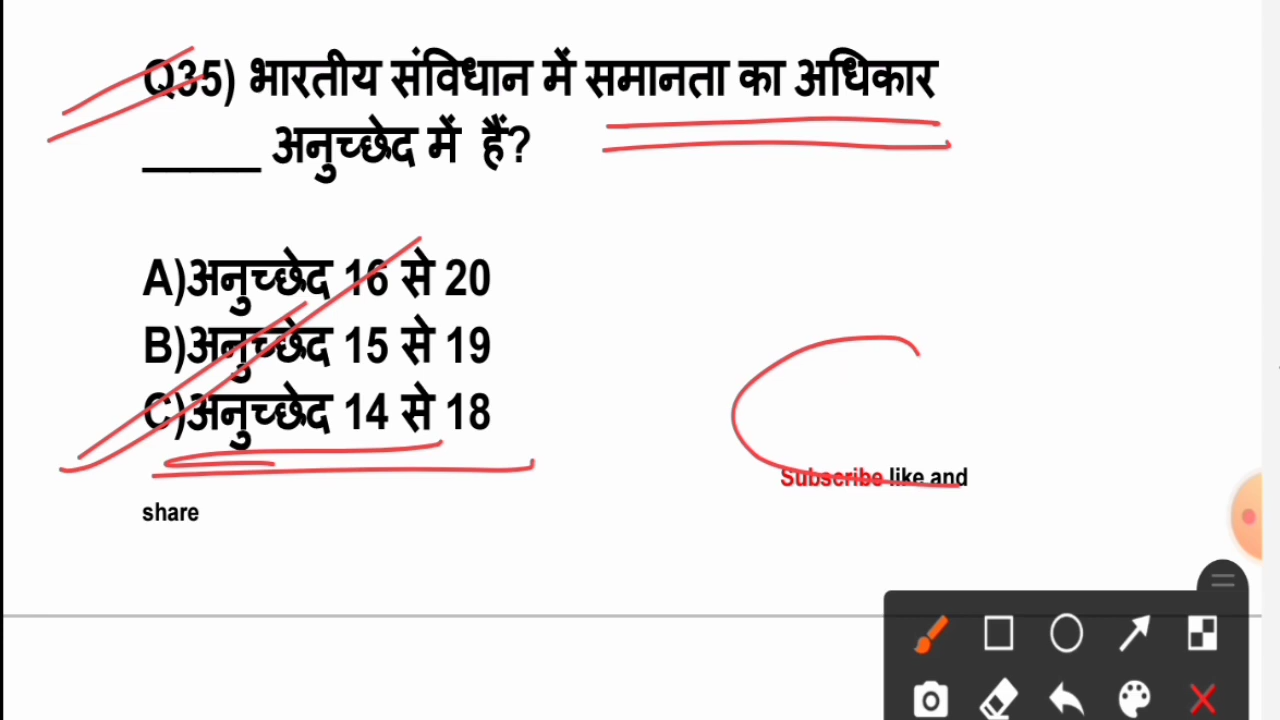 Q35) भारतीय संविधान में समानता का अधिकार
_____ अनुच्छेद में हैं?
A)अनुच्छेद 16 से 20
B)अनुच्छेद 15 से 19
C)अनुच्छेद 14 से 18
Subscribe like and
share